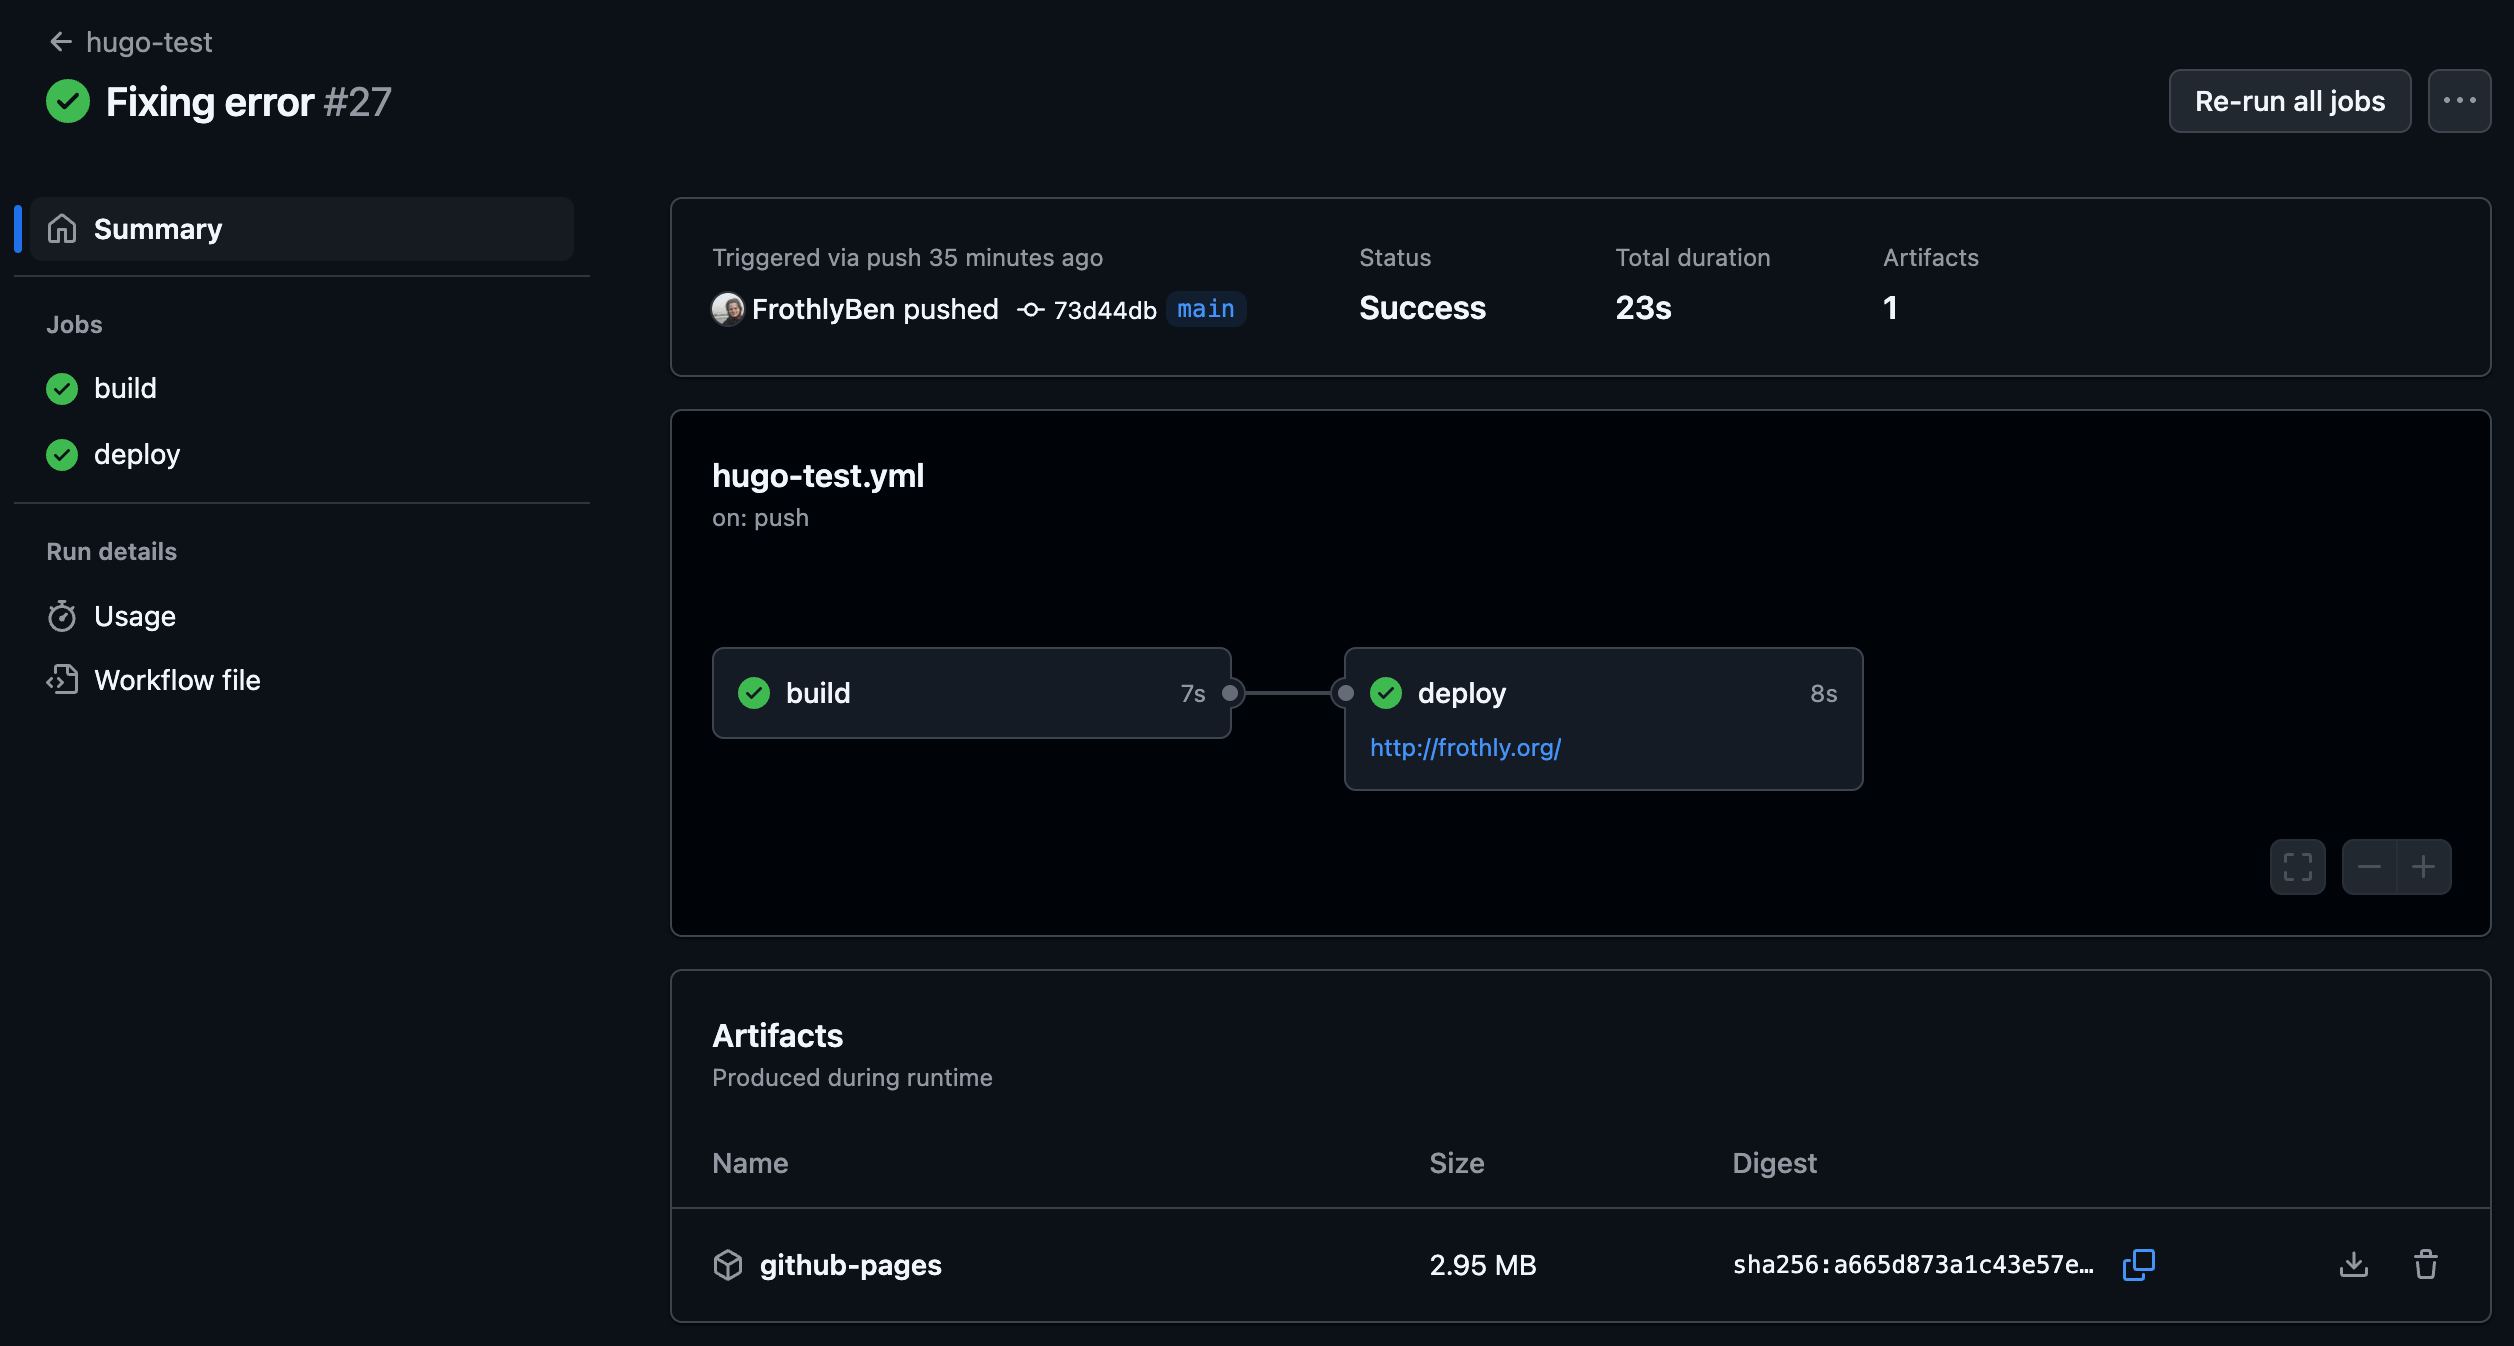 hugo-test
Fixing error #27
Re-run all jobs
Summary
Jobs
build
deploy
Run details
Usage
Workflow file
Triggered via push 35 minutes ago
FrothlyBen pushed 73d44db main
Status
Success
Total duration
23s
Artifacts
1
hugo-test.yml
on: push
build 7s
deploy 8s
http://frothly.org/
Artifacts
Produced during runtime
Name Size Digest
github-pages 2.95 MB sha256:a665d873a1c43e57e…